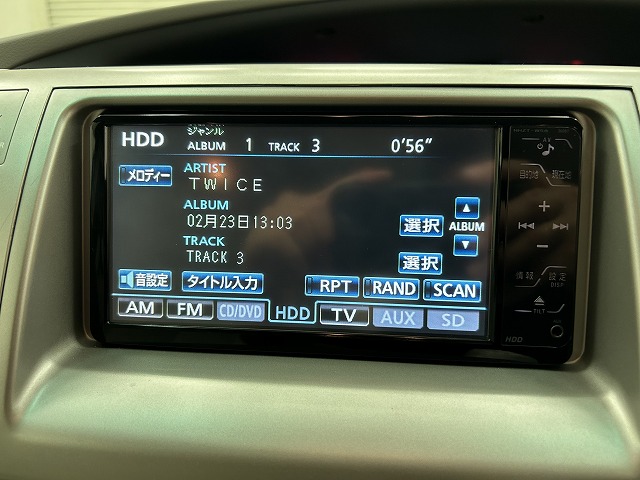 HDD ジャンル
ALBUM 1 TRACK 3 0'56"
メロディー ARTIST
TWICE
ALBUM
02月23日13:03 選択 ▲ ALBUM ▼
TRACK
TRACK 3 選択
音設定 タイトル入力 RPT RAND SCAN
AM FM CD/DVD HDD TV AUX SD
AV
目的地 現在地
+
−
情報 設定
DISP
TILT
HDD